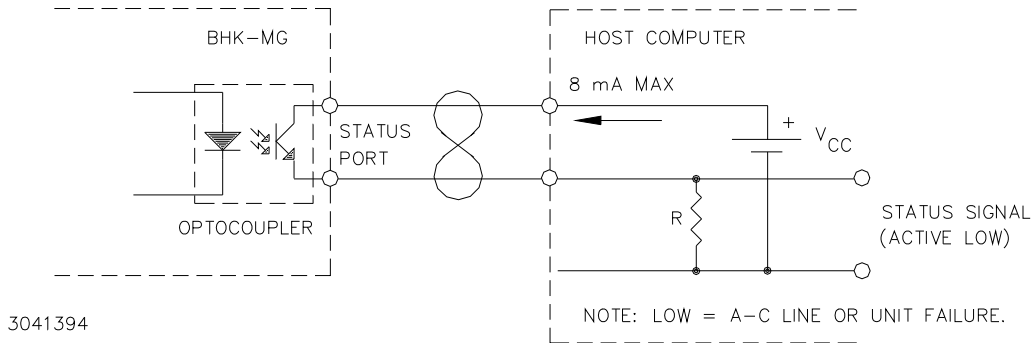 BHK-MG
HOST COMPUTER
8 mA MAX
STATUS
PORT
+
VCC
OPTOCOUPLER
R
STATUS SIGNAL
(ACTIVE LOW)
NOTE: LOW = A-C LINE OR UNIT FAILURE.
3041394